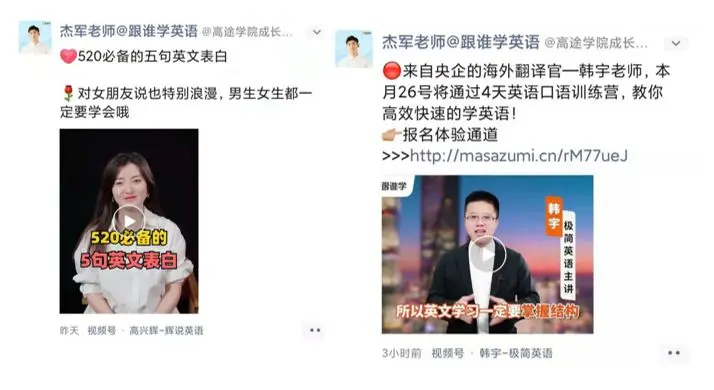 杰军老师@跟谁学英语 @高途学院成长...
520必备的五句英文表白
对女朋友说也特别浪漫，男生女生都一
定要学会哦
520必备的
5句英文表白
昨天 视频号 · 高兴辉-辉说英语
杰军老师@跟谁学英语 @高途学院成长...
来自央企的海外翻译官—韩宇老师，本
月26号将通过4天英语口语训练营，教你
高效快速的学英语！
报名体验通道
>>>http://masazumi.cn/rM77ueJ
跟谁学
韩宇
极简英语主讲
所以英文学习一定要掌握结构
3小时前 视频号 · 韩宇-极简英语